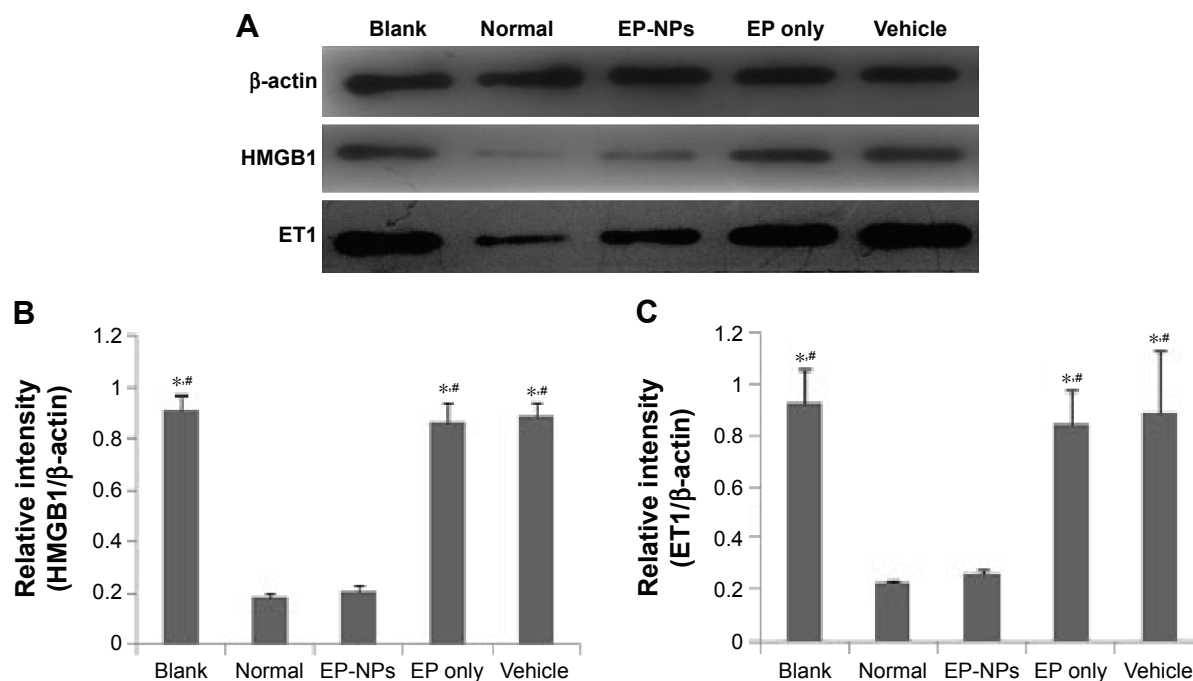 A
Blank Normal EP-NPs EP only Vehicle
β-actin
HMGB1
ET1
B
Relative intensity
(HMGB1/β-actin)
1.2
1
0.8
0.6
0.4
0.2
0
*,#
*,#
*,#
Blank Normal EP-NPs EP only Vehicle
C
Relative intensity
(ET1/β-actin)
1.2
1
0.8
0.6
0.4
0.2
0
*,#
*,#
*,#
Blank Normal EP-NPs EP only Vehicle